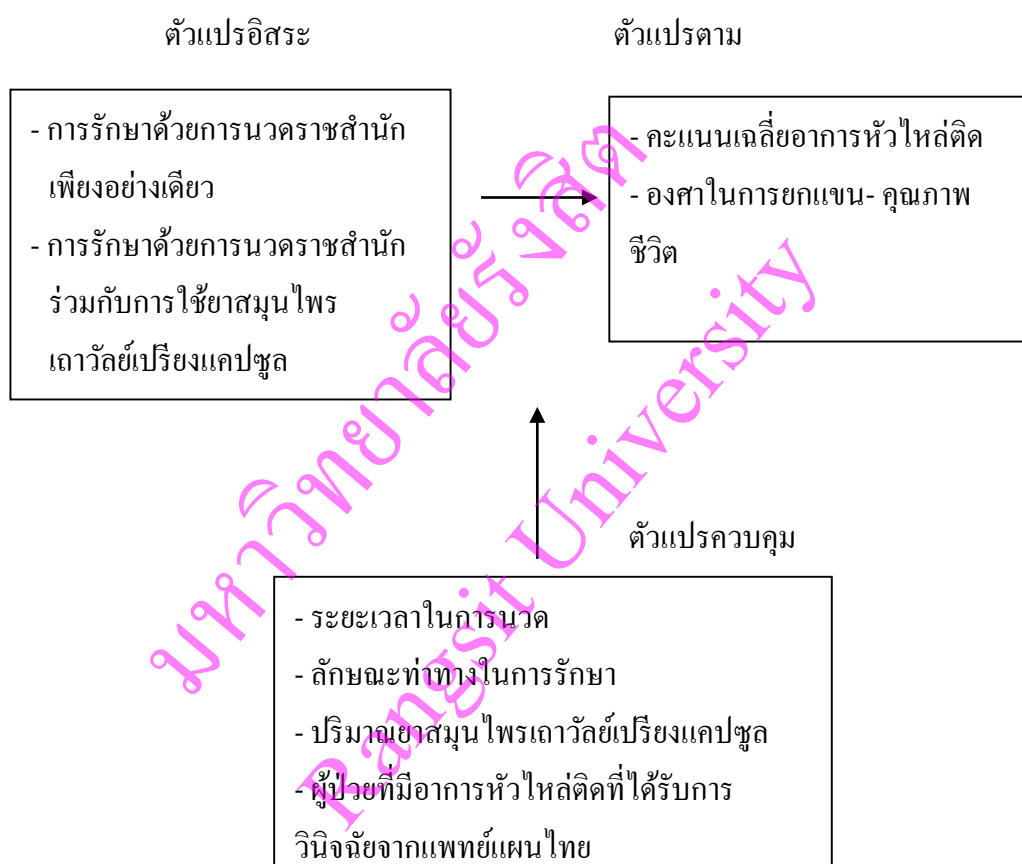 ตัวแปรอิสระ
ตัวแปรตาม
- การรักษาด้วยการนวดราชสำนัก
เพียงอย่างเดียว
- การรักษาด้วยการนวดราชสำนัก
ร่วมกับการใช้ยาสมุนไพร
เถาวัลย์เปรียงแคปซูล
- คะแนนเฉลี่ยอาการหัวไหล่ติด
- องศาในการยกแขน- คุณภาพ
ชีวิต
ตัวแปรควบคุม
- ระยะเวลาในการนวด
- ลักษณะท่าทางในการรักษา
- ปริมาณยาสมุนไพรเถาวัลย์เปรียงแคปซูล
- ผู้ป่วยที่มีอาการหัวไหล่ติดที่ได้รับการ
วินิจฉัยจากแพทย์แผนไทย
มหาวิทยาลัยรังสิต
Rangsit University